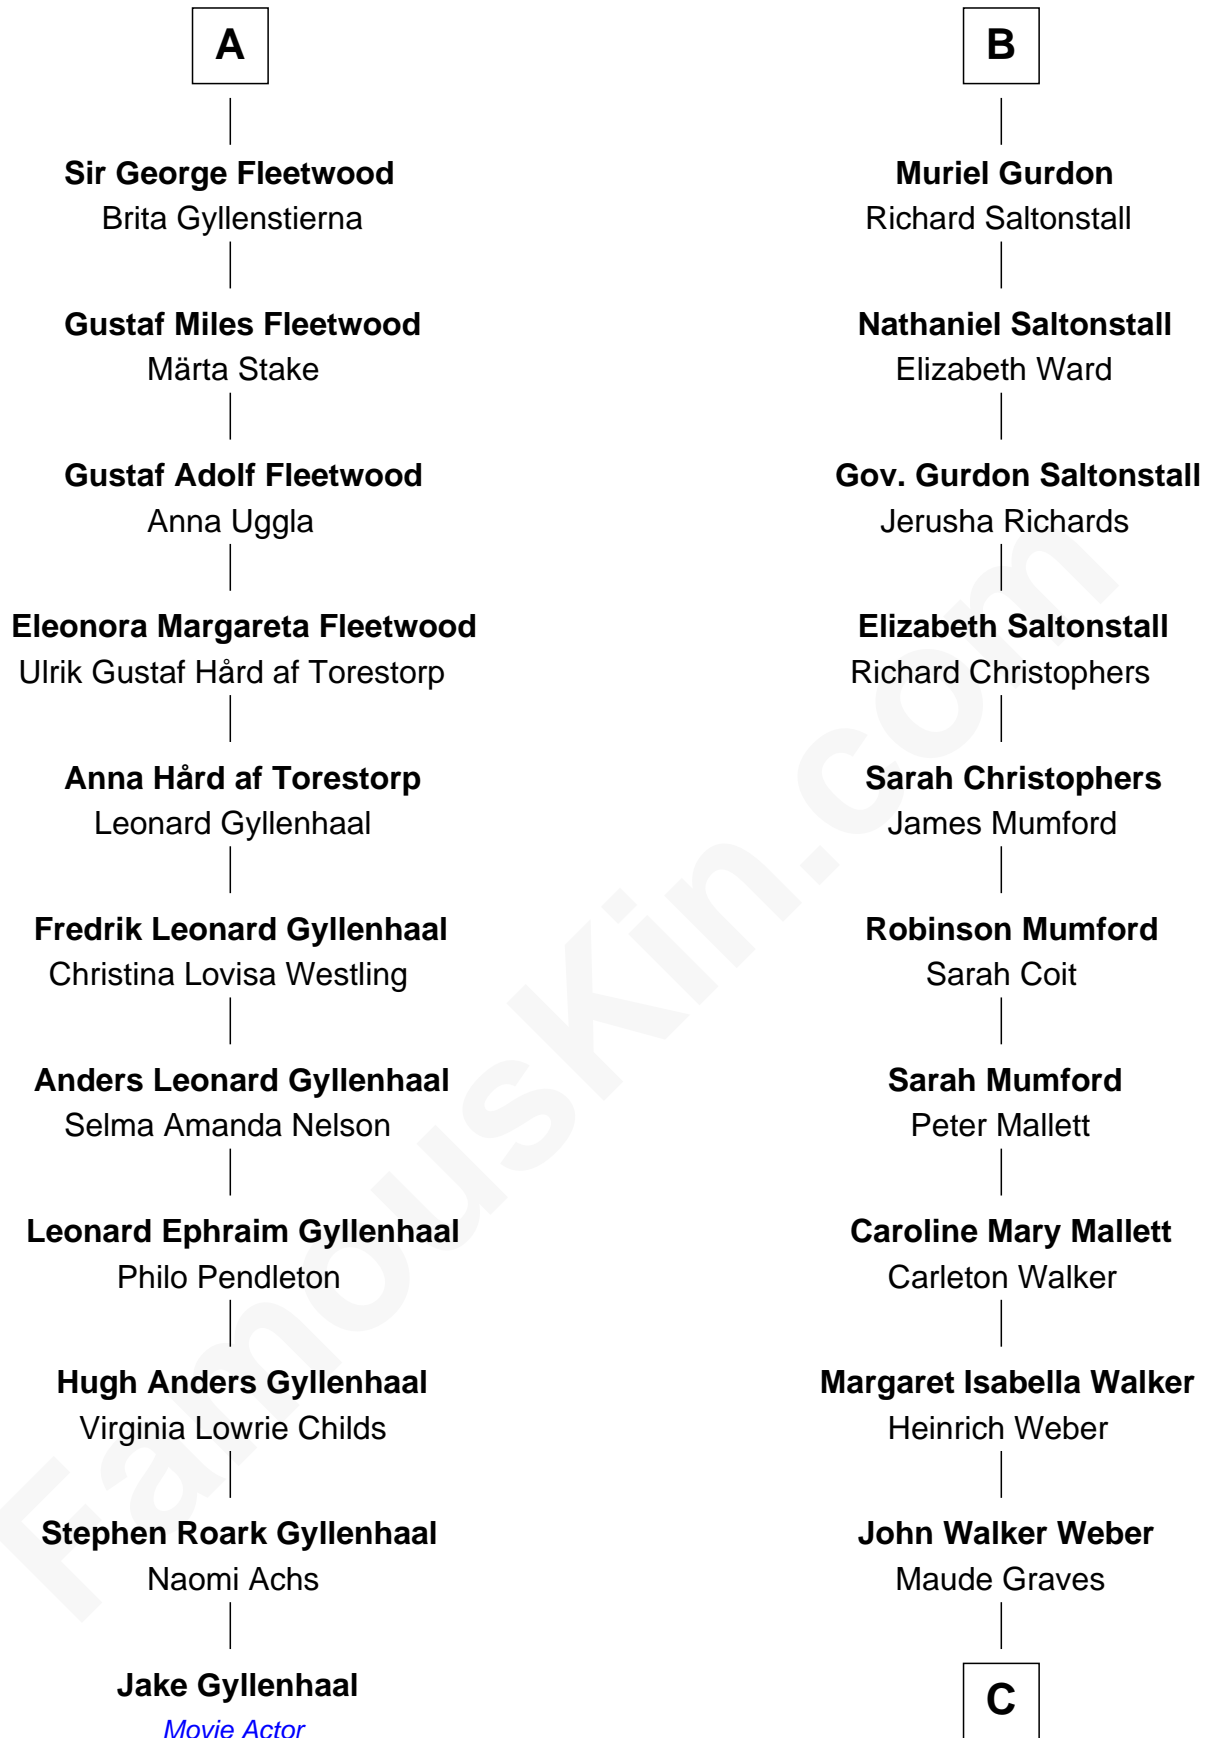 A
Sir George Fleetwood
Brita Gyllenstierna
Gustaf Miles Fleetwood
Märta Stake
Gustaf Adolf Fleetwood
Anna Uggla
Eleonora Margareta Fleetwood
Ulrik Gustaf Hård af Torestorp
Anna Hård af Torestorp
Leonard Gyllenhaal
Fredrik Leonard Gyllenhaal
Christina Lovisa Westling
Anders Leonard Gyllenhaal
Selma Amanda Nelson
Leonard Ephraim Gyllenhaal
Philo Pendleton
Hugh Anders Gyllenhaal
Virginia Lowrie Childs
Stephen Roark Gyllenhaal
Naomi Achs
Jake Gyllenhaal
Movie Actor
B
Muriel Gurdon
Richard Saltonstall
Nathaniel Saltonstall
Elizabeth Ward
Gov. Gurdon Saltonstall
Jerusha Richards
Elizabeth Saltonstall
Richard Christophers
Sarah Christophers
James Mumford
Robinson Mumford
Sarah Coit
Sarah Mumford
Peter Mallett
Caroline Mary Mallett
Carleton Walker
Margaret Isabella Walker
Heinrich Weber
John Walker Weber
Maude Graves
C
FamousKin.com